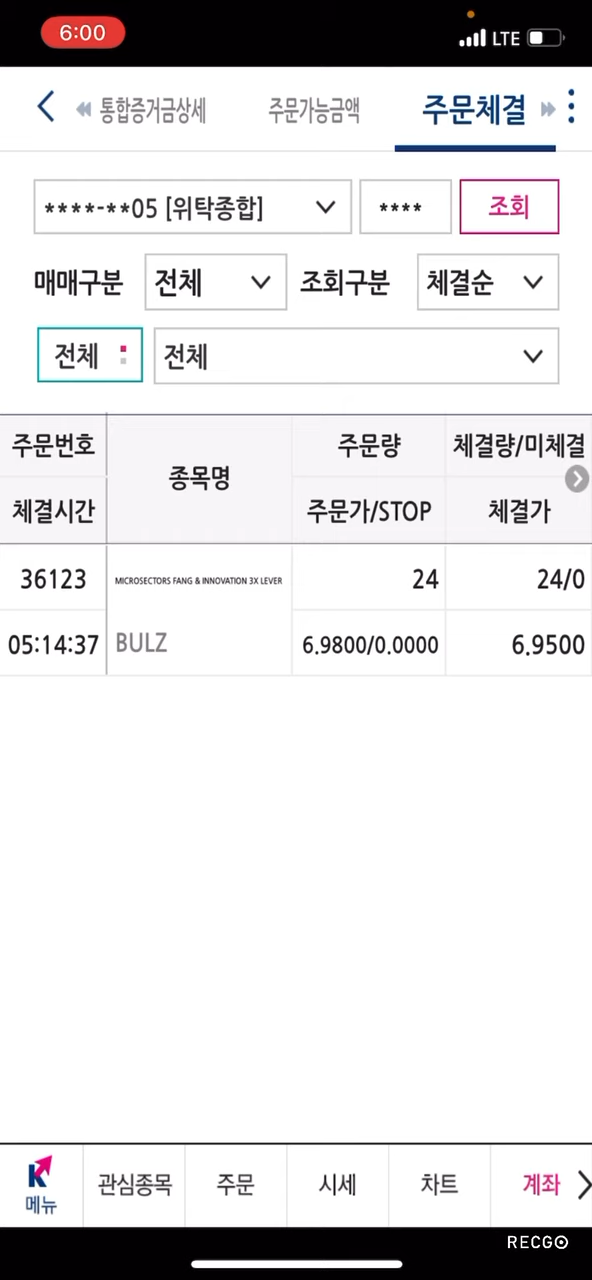 6:00
LTE
통합증거금상세 주문가능금액 주문체결
****-**05 [위탁종합] **** 조회
매매구분 전체 조회구분 체결순
전체 전체
주문번호 종목명 주문량 체결량/미체결
체결시간 주문가/STOP 체결가
36123 MICROSECTORS FANG & INNOVATION 3X LEVER 24 24/0
05:14:37 BULZ 6.9800/0.0000 6.9500
메뉴 관심종목 주문 시세 차트 계좌
RECGO